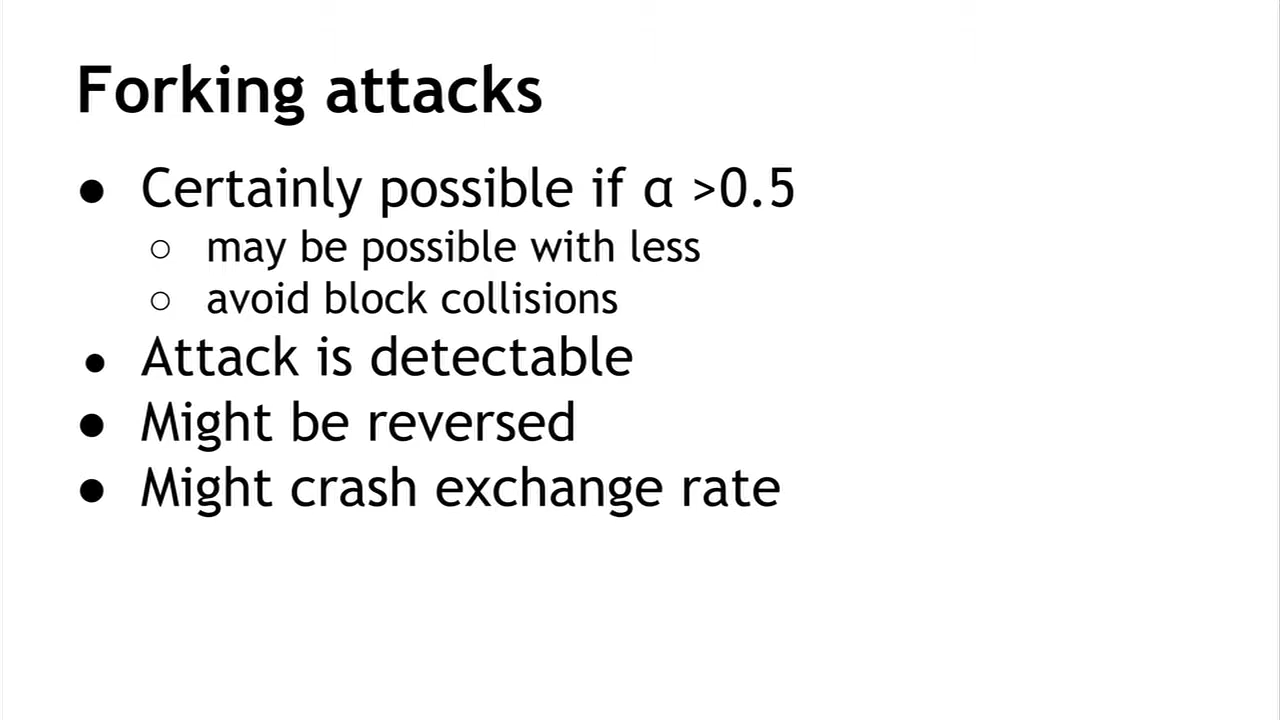 Forking attacks
● Certainly possible if α >0.5
○ may be possible with less
○ avoid block collisions
● Attack is detectable
● Might be reversed
● Might crash exchange rate